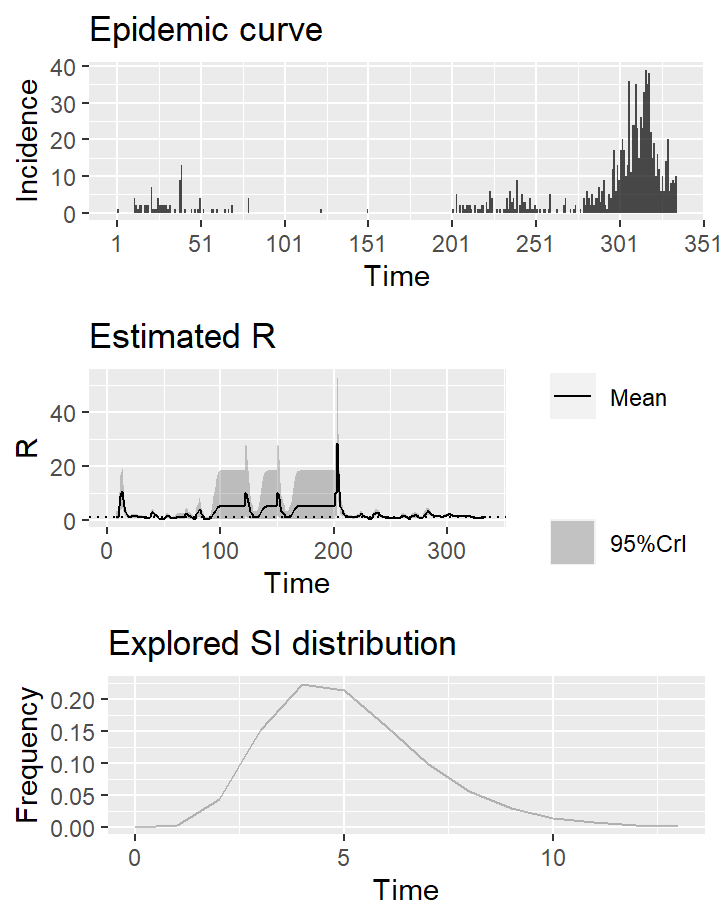 Epidemic curve
Incidence
40
30
20
10
0
1 51 101 151 201 251 301 351
Time
Estimated R
R
40
20
0
0 100 200 300
Time
Mean
95%CrI
Explored SI distribution
Frequency
0.20
0.15
0.10
0.05
0.00
0 5 10
Time